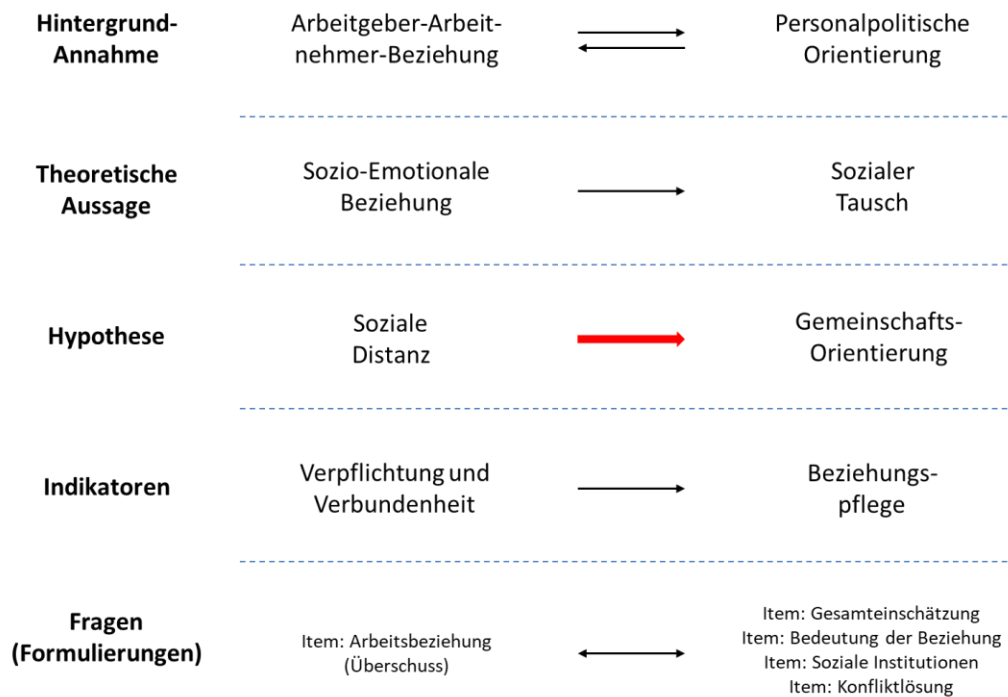 Hintergrund-
Annahme
Arbeitgeber-Arbeit-
nehmer-Beziehung
Personalpolitische
Orientierung
Theoretische
Aussage
Sozio-Emotionale
Beziehung
Sozialer
Tausch
Hypothese
Soziale
Distanz
Gemeinschafts-
Orientierung
Indikatoren
Verpflichtung und
Verbundenheit
Beziehungs-
pflege
Fragen
(Formulierungen)
Item: Arbeitsbeziehung
(Überschuss)
Item: Gesamteinschätzung
Item: Bedeutung der Beziehung
Item: Soziale Institutionen
Item: Konfliktlösung